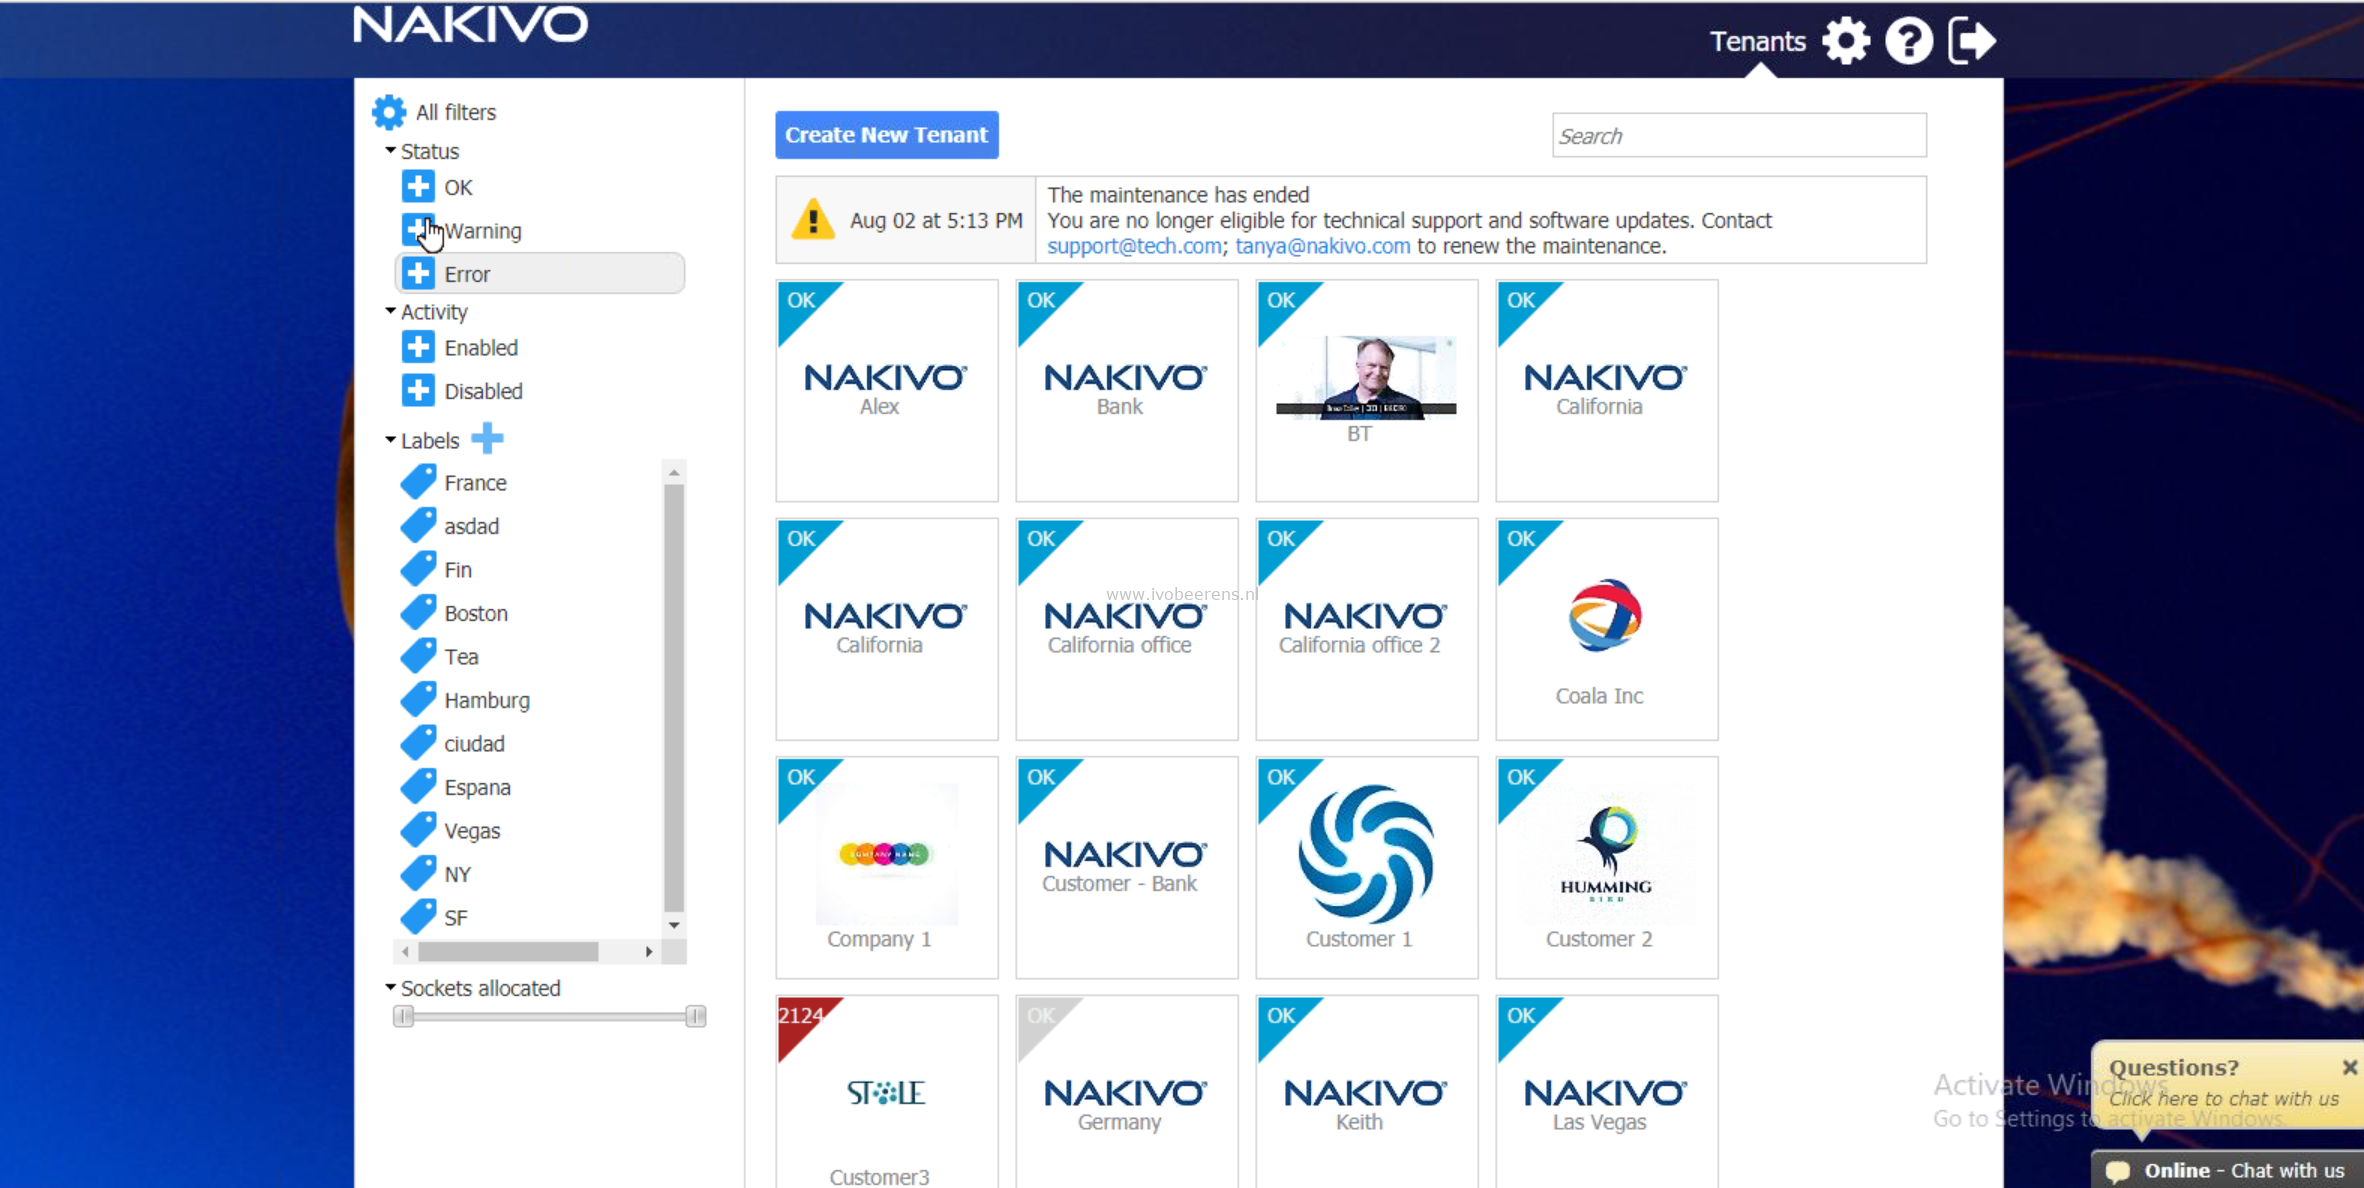 NAKIVO
Tenants
All filters
Status
OK
Warning
Error
Activity
Enabled
Disabled
Labels
France
asdad
Fin
Boston
Tea
Hamburg
ciudad
Espana
Vegas
NY
SF
Sockets allocated
Create New Tenant
Search
Aug 02 at 5:13 PM
The maintenance has ended
You are no longer eligible for technical support and software updates. Contact
support@tech.com; tanya@nakivo.com to renew the maintenance.
OK
NAKIVO
Alex
OK
NAKIVO
Bank
OK
BT
OK
NAKIVO
California
OK
NAKIVO
California
OK
NAKIVO
California office
OK
NAKIVO
California office 2
OK
Coala Inc
www.ivobeerens.nl
OK
COMPANY NAME
Company 1
OK
NAKIVO
Customer - Bank
OK
Customer 1
OK
HUMMING
BIRD
Customer 2
2124
Customer3
OK
NAKIVO
Germany
OK
NAKIVO
Keith
OK
NAKIVO
Las Vegas
Activate Windows
Go to Settings to activate Windows.
Questions?
Click here to chat with us
Online - Chat with us